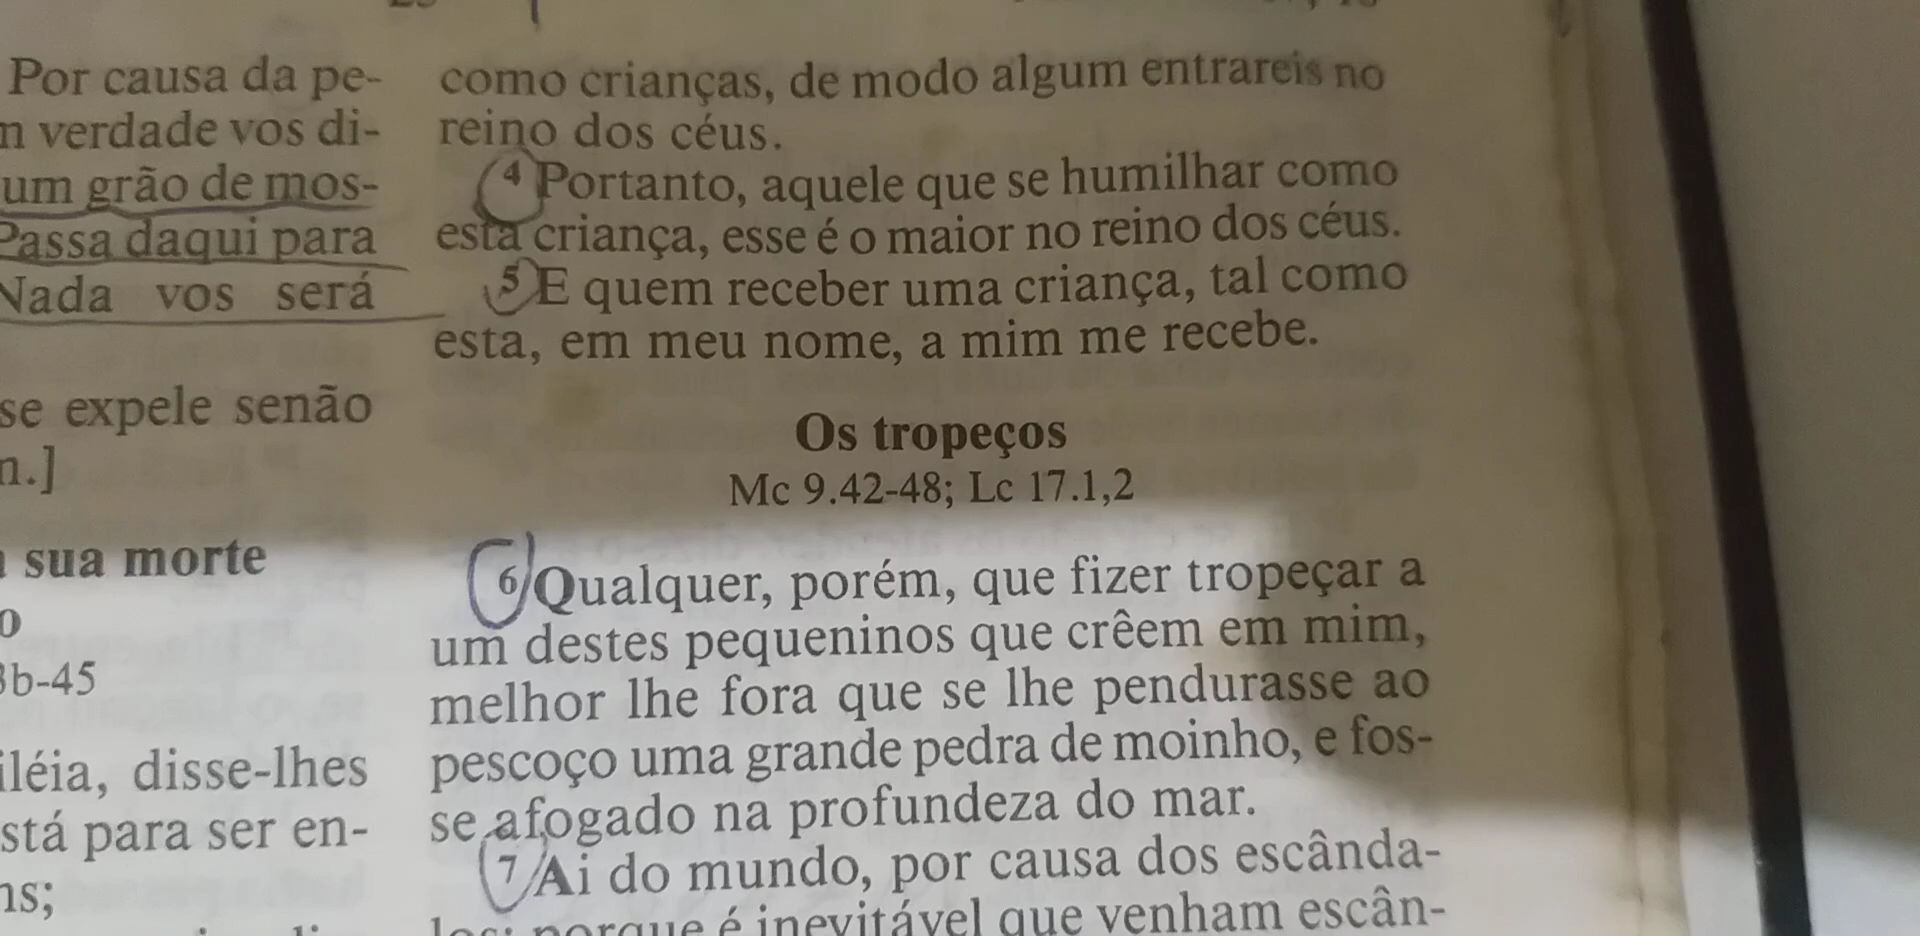 Por causa da pe-
verdade vos di-
um grão de mos-
Passa daqui para
Nada vos será
se expele senão
sua morte
disse-lhes
stá para ser en-
como crianças, de modo algum entrareis no
reino dos céus.
4 Portanto, aquele que se humilhar como
esta criança, esse é o maior no reino dos céus.
5 E quem receber uma criança, tal como
esta, em meu nome, a mim me recebe.
Os tropeços
Mc 9.42-48; Lc 17.1,2
6 Qualquer, porém, que fizer tropeçar a
um destes pequeninos que crêem em mim,
melhor lhe fora que se lhe pendurasse ao
pescoço uma grande pedra de moinho, e fos-
se afogado na profundeza do mar.
7 Ai do mundo, por causa dos escânda-
los; porque é inevitável que venham escân-